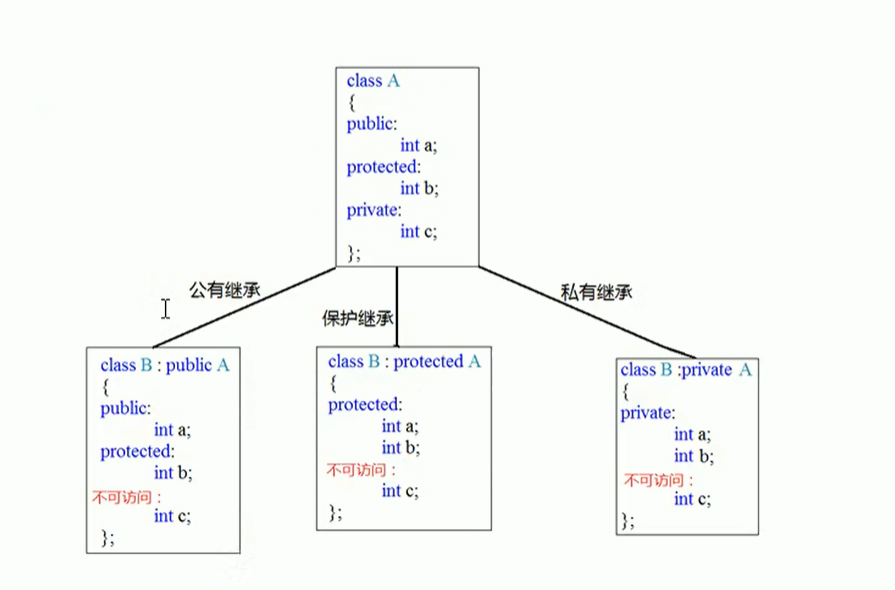 class A
{
public:
int a;
protected:
int b;
private:
int c;
};
公有继承
保护继承
私有继承
class B : public A
{
public:
int a;
protected:
int b;
不可访问：
int c;
};
class B : protected A
{
protected:
int a;
int b;
不可访问：
int c;
};
class B :private A
{
private:
int a;
int b;
不可访问：
int c;
};